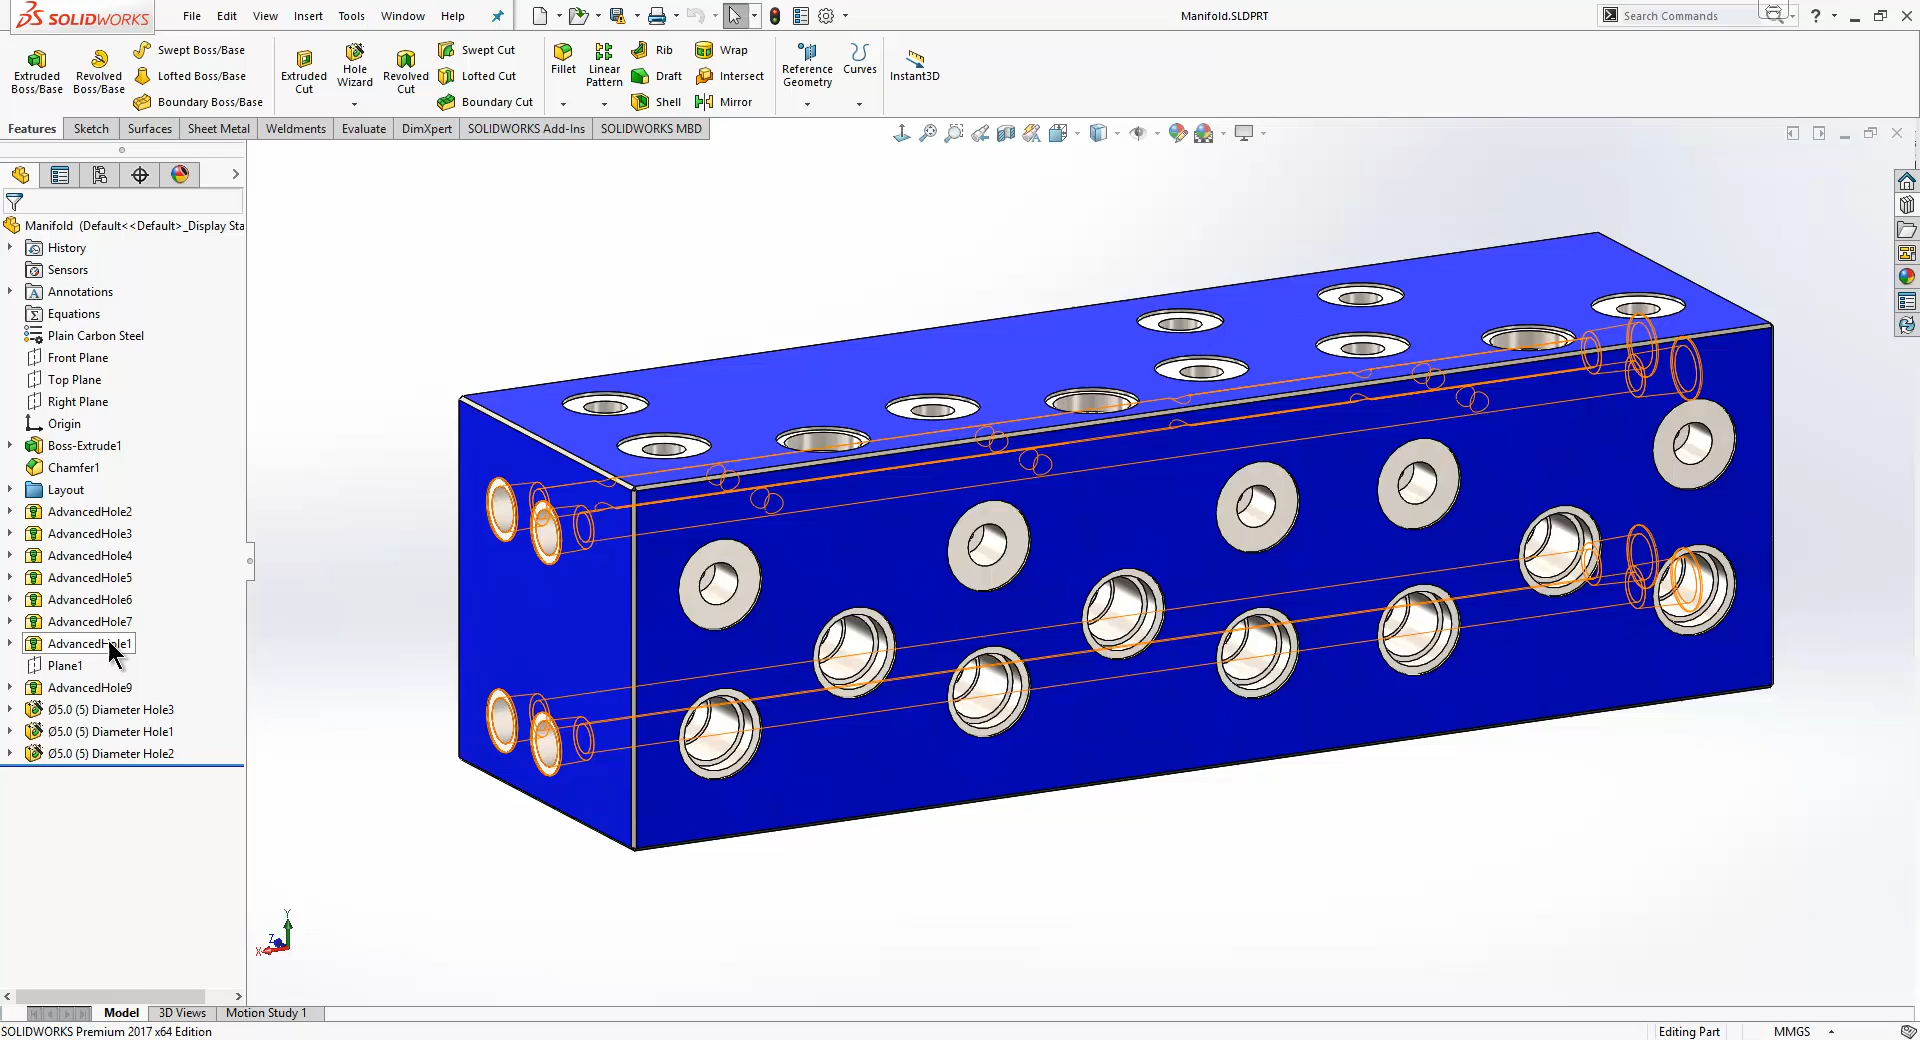 SOLIDWORKS
File Edit View Insert Tools Window Help
Manifold.SLDPRT
Search Commands
?
Extruded Boss/Base
Revolved Boss/Base
Swept Boss/Base
Lofted Boss/Base
Boundary Boss/Base
Extruded Cut
Hole Wizard
Revolved Cut
Swept Cut
Lofted Cut
Boundary Cut
Fillet
Linear Pattern
Rib
Draft
Shell
Wrap
Intersect
Mirror
Reference Geometry
Curves
Instant3D
Features Sketch Surfaces Sheet Metal Weldments Evaluate DimXpert SOLIDWORKS Add-Ins SOLIDWORKS MBD
Manifold (Default<<Default>_Display Sta
History
Sensors
Annotations
Equations
Plain Carbon Steel
Front Plane
Top Plane
Right Plane
Origin
Boss-Extrude1
Chamfer1
Layout
AdvancedHole2
AdvancedHole3
AdvancedHole4
AdvancedHole5
AdvancedHole6
AdvancedHole7
AdvancedHole1
Plane1
AdvancedHole9
Ø5.0 (5) Diameter Hole3
Ø5.0 (5) Diameter Hole1
Ø5.0 (5) Diameter Hole2
Y
Z
X
Model 3D Views Motion Study 1
SOLIDWORKS Premium 2017 x64 Edition
Editing Part
MMGS